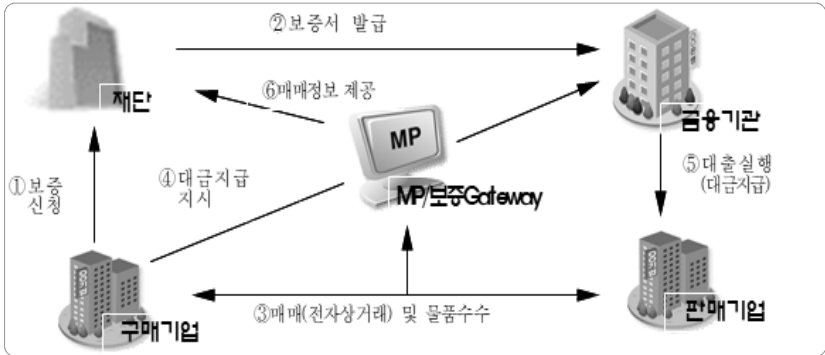 ②보증서 발급
재단
⑥매매정보 제공
MP
금융기관
①보증
신청
④대금지급
지시
MP/보증Gateway
⑤대출실행
(대금지급)
구매기업
③매매(전자상거래) 및 물품수수
판매기업